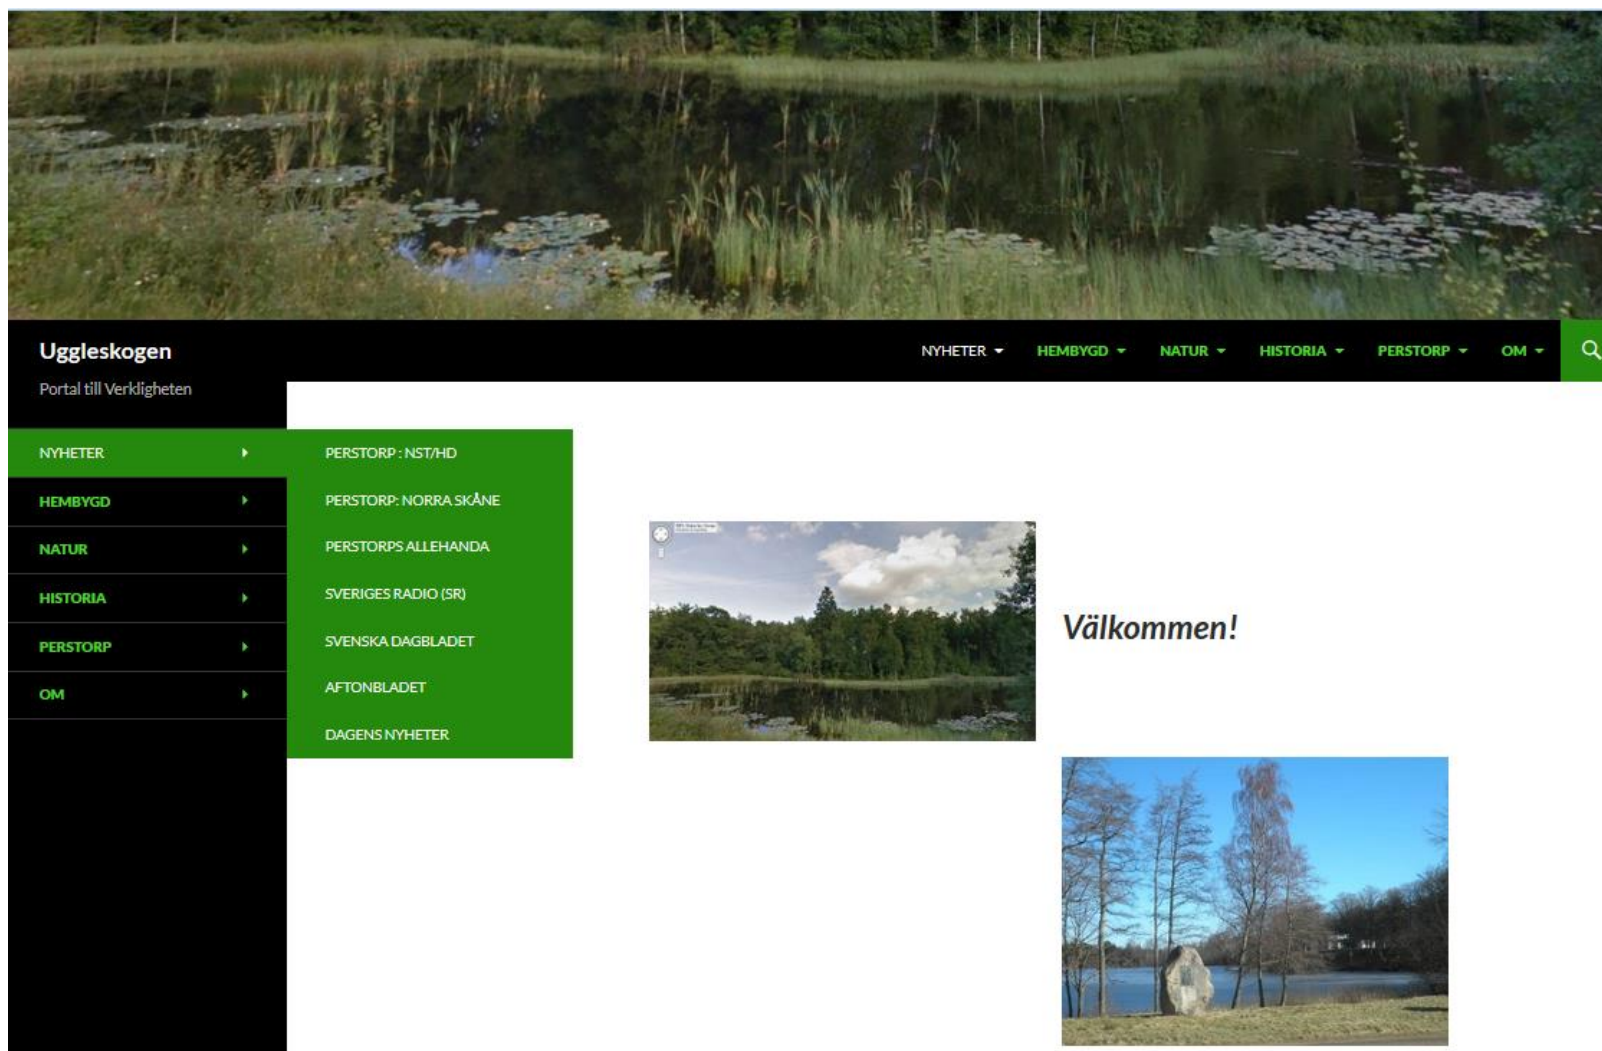 Uggleskogen
NYHETER HEMBYGD NATUR HISTORIA PERSTORP OM
Portal till Verkligheten
NYHETER
HEMBYGD
NATUR
HISTORIA
PERSTORP
OM
PERSTORP : NST/HD
PERSTORP: NORRA SKÅNE
PERSTORPS ALLEHANDA
SVERIGES RADIO (SR)
SVENSKA DAGBLADET
AFTONBLADET
DAGENS NYHETER
Välkommen!